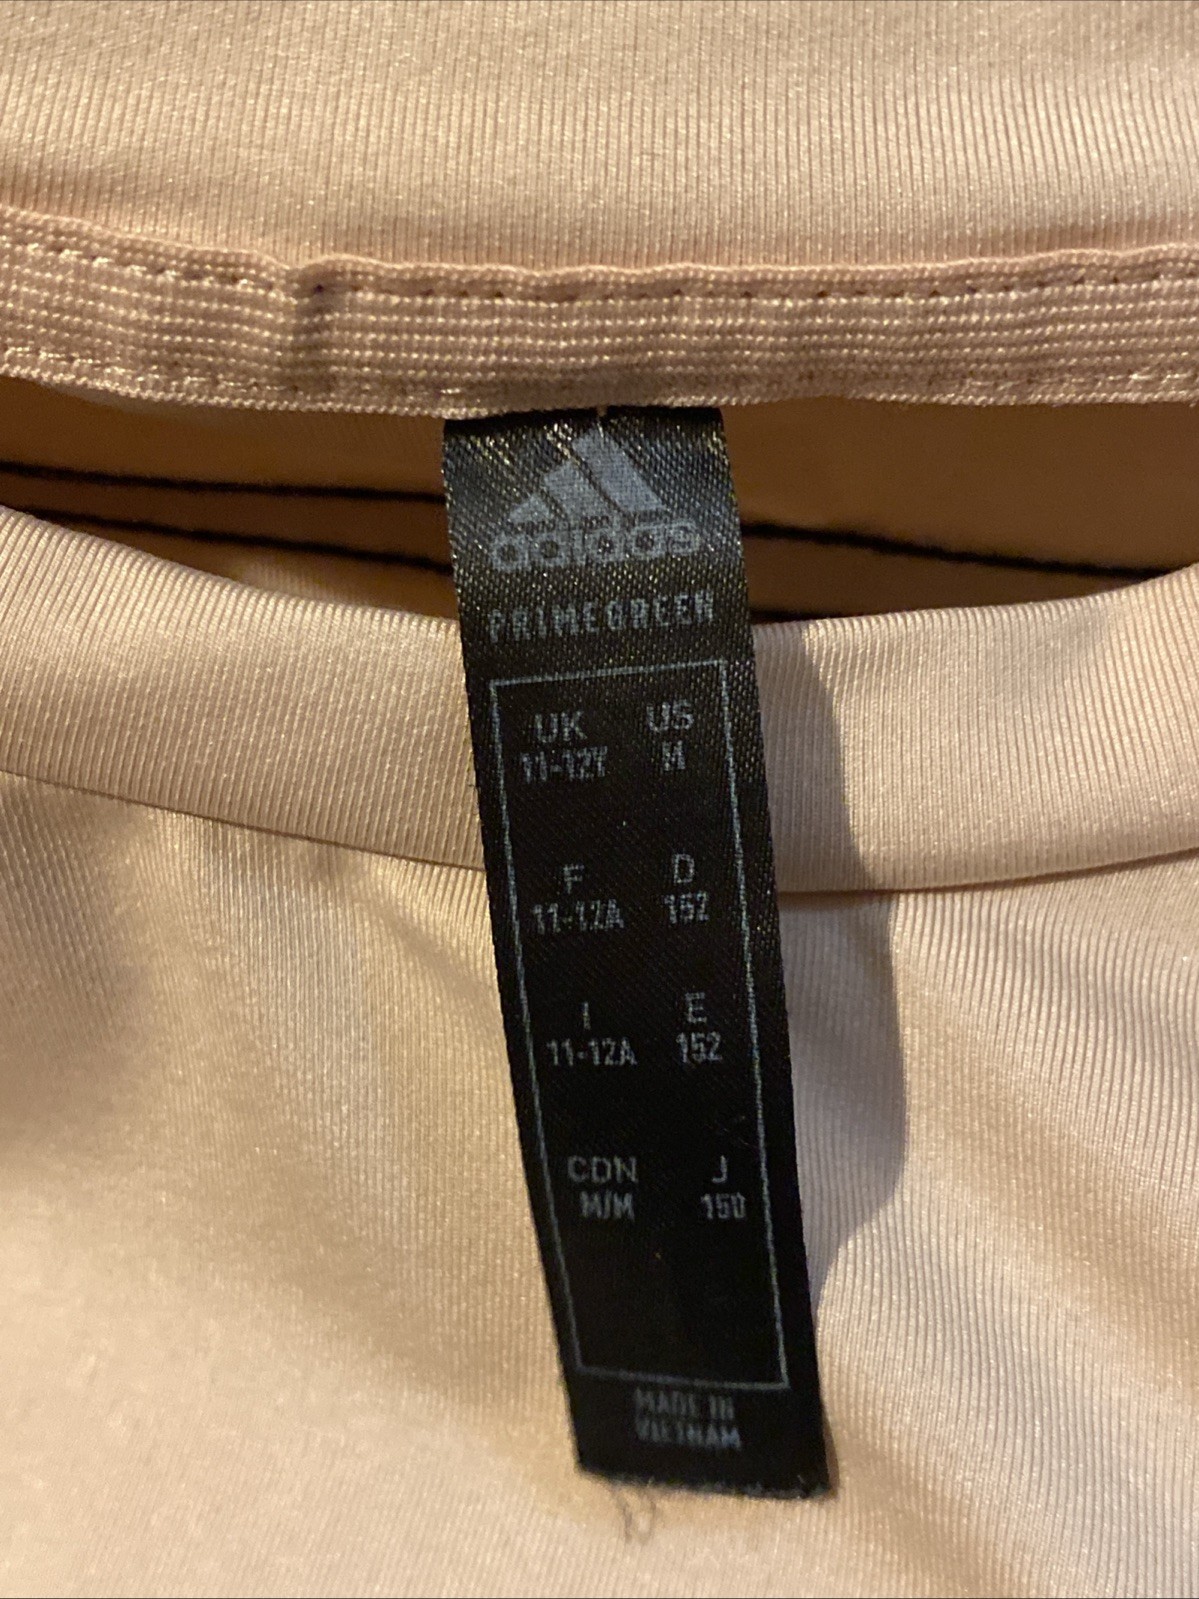 adidas
PRIMEGREEN
UK US
11-12Y M
F D
11-12A 152
I E
11-12A 152
CDN J
M/M 150
MADE IN
VIETNAM